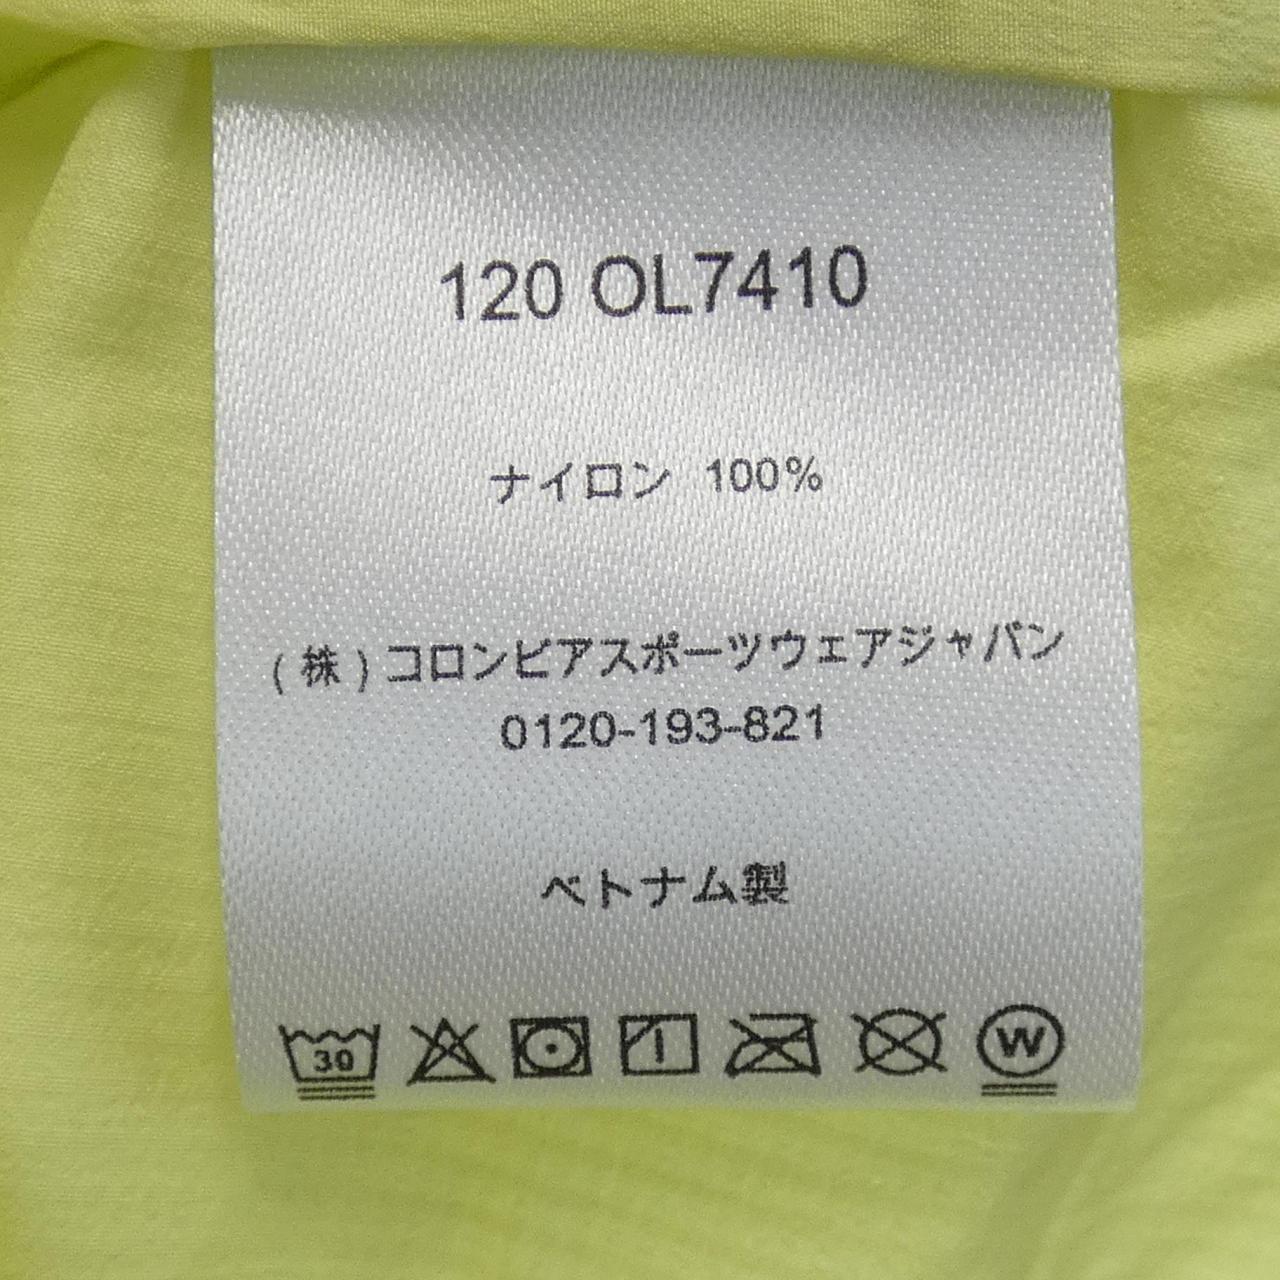 120 OL7410
ナイロン 100%
(株)コロンビアスポーツウェアジャパン
0120-193-821
ベトナム製
30
W